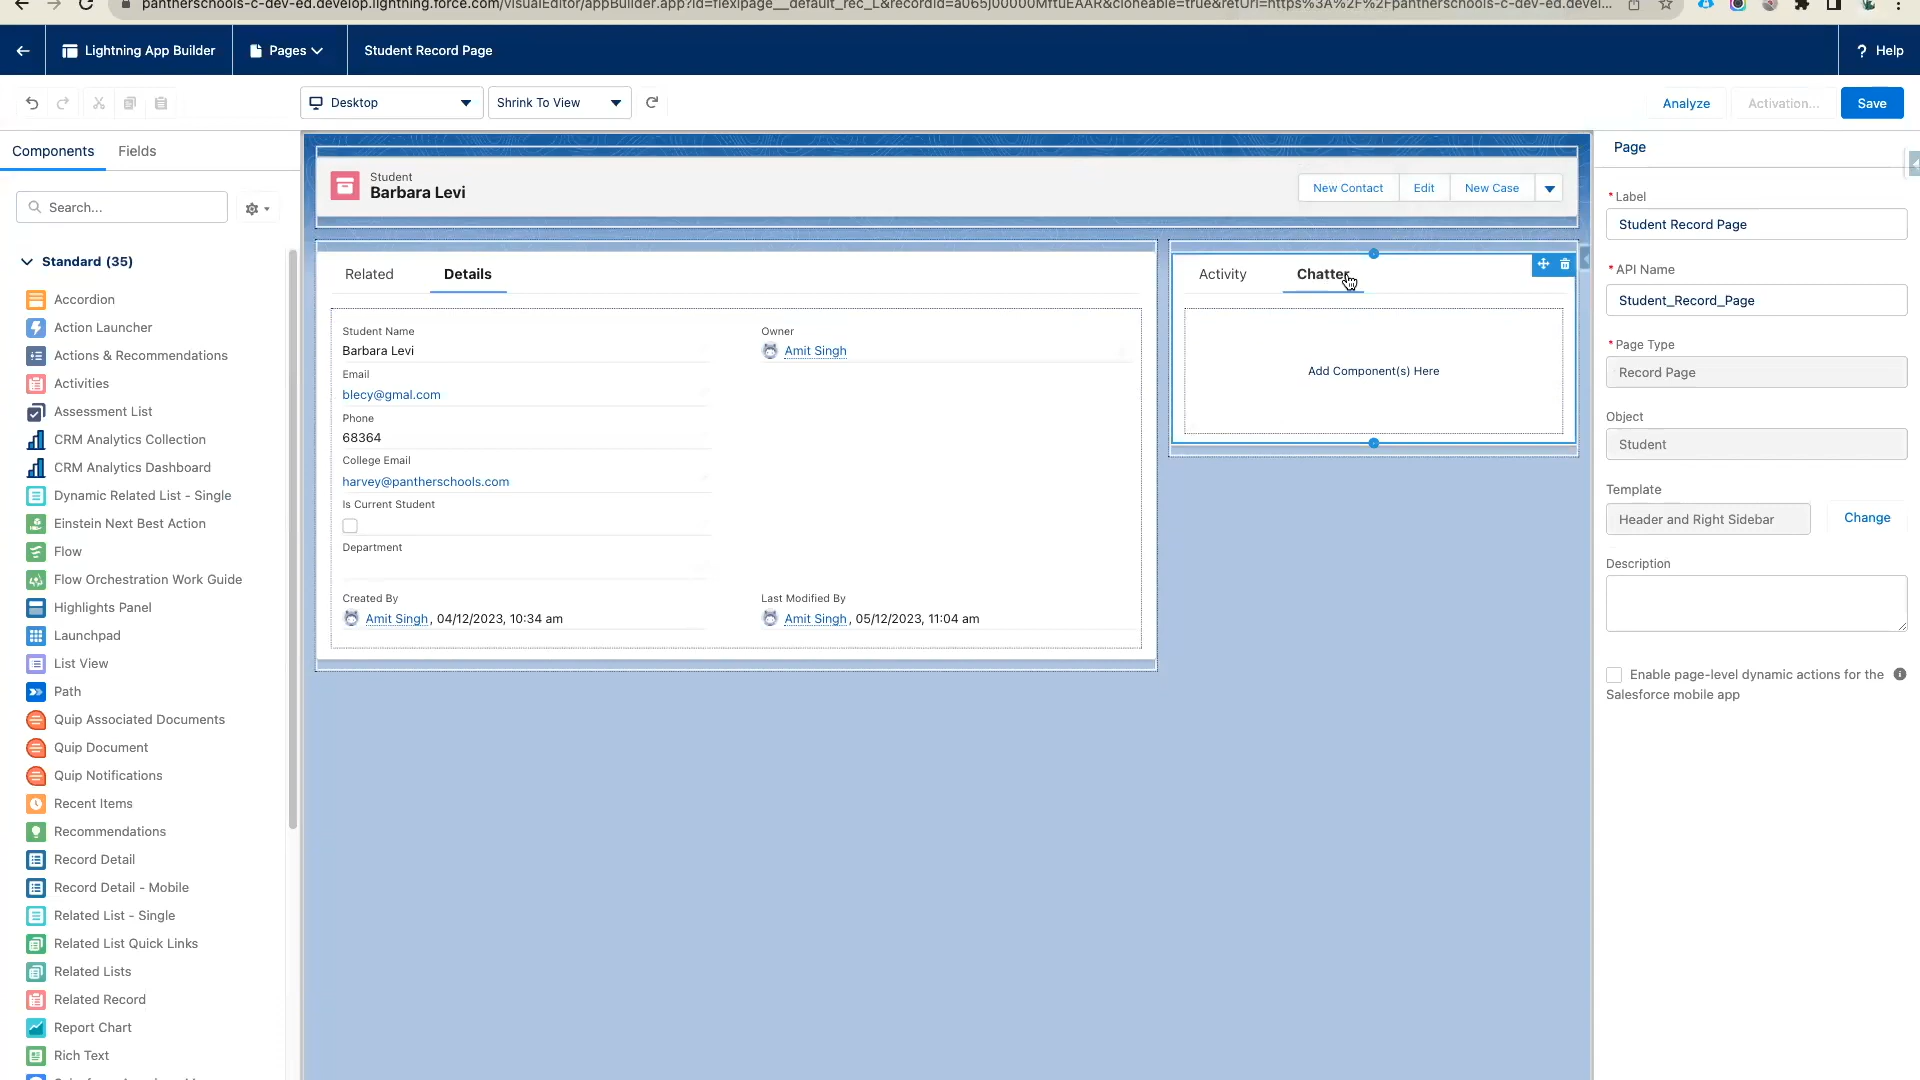 pantherschools-c-dev-ed.develop.lightning.force.com/visualEditor/appBuilder.app?id=flexipage__default_rec_L&recordId=a065j00000MftuEAAR&cloneable=true&retUrl=https%3A%2F%2Fpantherschools-c-dev-ed.devel...
Lightning App Builder
Pages
Student Record Page
? Help
Desktop
Shrink To View
Analyze
Activation...
Save
Components
Fields
Search...
Standard (35)
Accordion
Action Launcher
Actions & Recommendations
Activities
Assessment List
CRM Analytics Collection
CRM Analytics Dashboard
Dynamic Related List - Single
Einstein Next Best Action
Flow
Flow Orchestration Work Guide
Highlights Panel
Launchpad
List View
Path
Quip Associated Documents
Quip Document
Quip Notifications
Recent Items
Recommendations
Record Detail
Record Detail - Mobile
Related List - Single
Related List Quick Links
Related Lists
Related Record
Report Chart
Rich Text
Student
Barbara Levi
New Contact
Edit
New Case
Related
Details
Student Name
Barbara Levi
Owner
Amit Singh
Email
blecy@gmal.com
Phone
68364
College Email
harvey@pantherschools.com
Is Current Student
Department
Created By
Amit Singh, 04/12/2023, 10:34 am
Last Modified By
Amit Singh, 05/12/2023, 11:04 am
Activity
Chatter
Add Component(s) Here
Page
* Label
Student Record Page
* API Name
Student_Record_Page
* Page Type
Record Page
Object
Student
Template
Header and Right Sidebar
Change
Description
Enable page-level dynamic actions for the
Salesforce mobile app